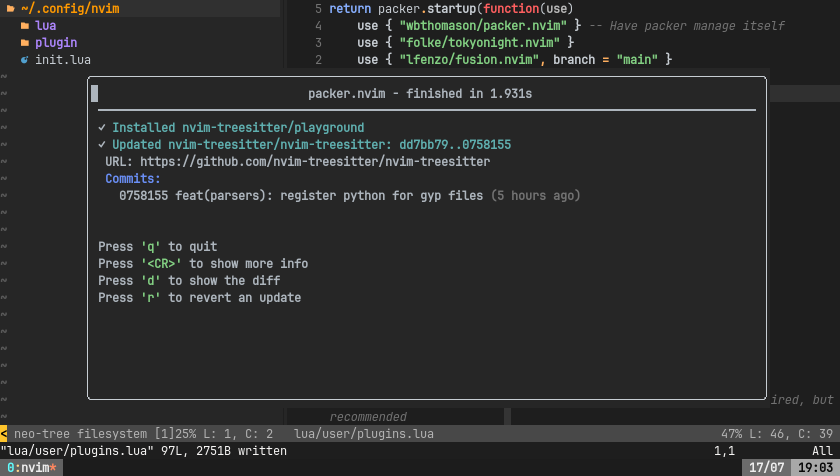 ~/.config/nvim
lua
plugin
init.lua
5 return packer.startup(function(use)
4 use { "wbthomason/packer.nvim" } -- Have packer manage itself
3 use { "folke/tokyonight.nvim" }
2 use { "lfenzo/fusion.nvim", branch = "main" }
packer.nvim - finished in 1.931s
✓ Installed nvim-treesitter/playground
✓ Updated nvim-treesitter/nvim-treesitter: dd7bb79..0758155
URL: https://github.com/nvim-treesitter/nvim-treesitter
Commits:
0758155 feat(parsers): register python for gyp files (5 hours ago)
Press 'q' to quit
Press '<CR>' to show more info
Press 'd' to show the diff
Press 'r' to revert an update
ired, but
recommended
< neo-tree filesystem [1]25% L: 1, C: 2 lua/user/plugins.lua 47% L: 46, C: 39
"lua/user/plugins.lua" 97L, 2751B written 1,1 All
0:nvim* 17/07 19:03